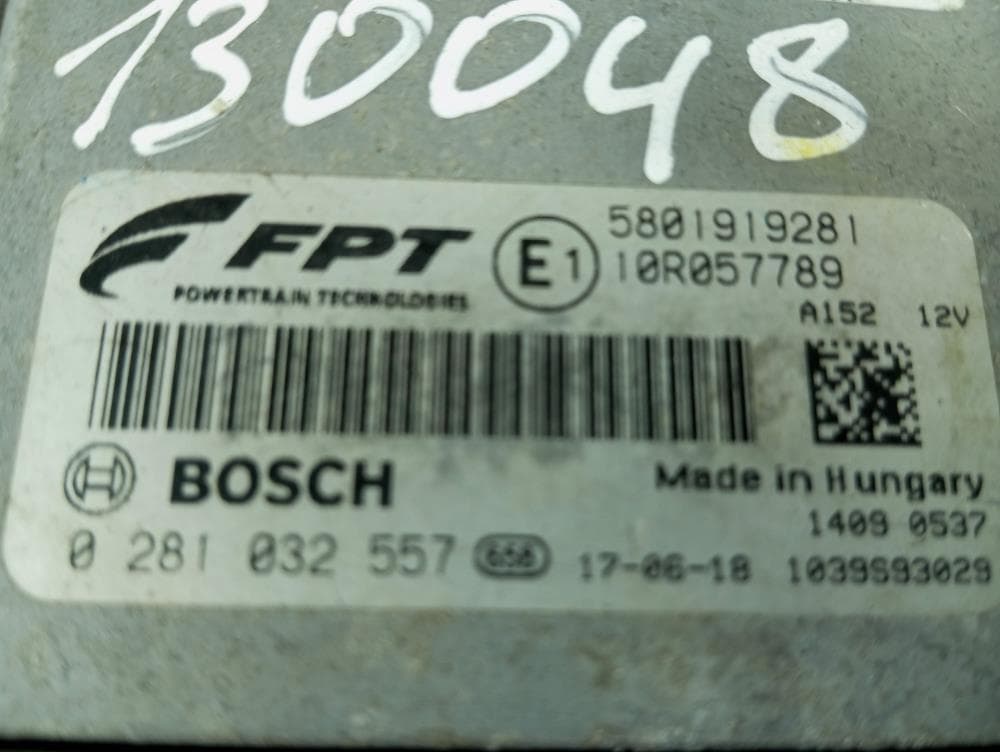 130048
FPT
POWERTRAIN TECHNOLOGIES
E1
5801919281
10R057789
A152 12V
BOSCH
Made in Hungary
1409 0537
0 281 032 557 656 17-06-18 1039S93029